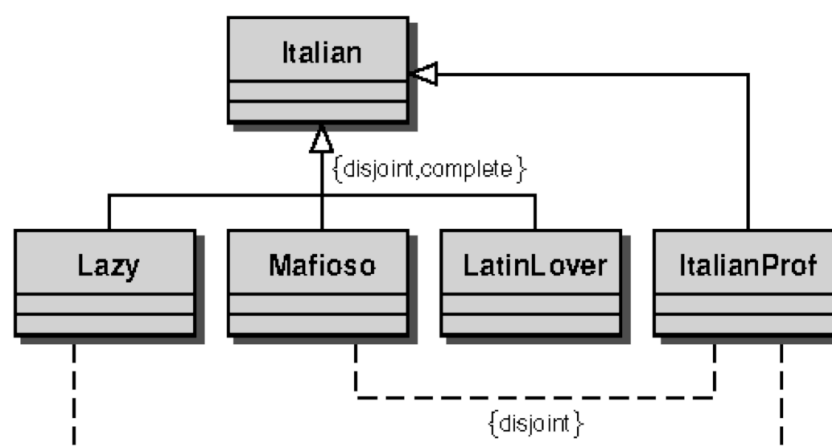 Italian
{disjoint,complete}
Lazy
Mafioso
LatinLover
ItalianProf
{disjoint}